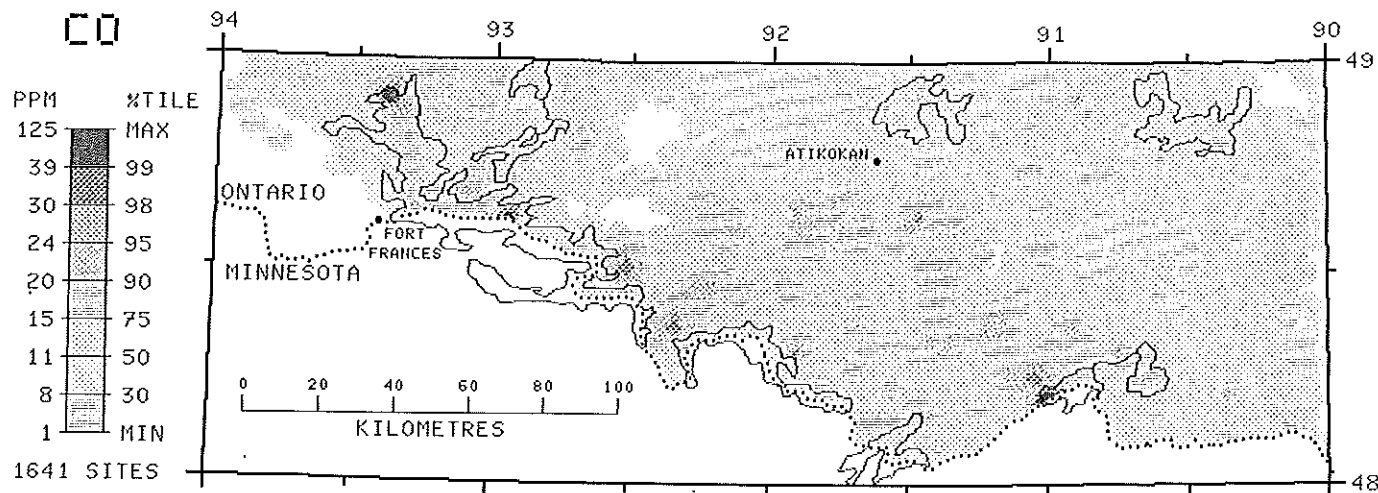 CO
94 93 92 91 90
49
PPM %TILE
125 MAX
39 99
30 98
24 95
20 90
15 75
11 50
8 30
1 MIN
1641 SITES
ATIKOKAN
ONTARIO
FORT
FRANCES
MINNESOTA
0 20 40 60 80 100
KILOMETRES
48